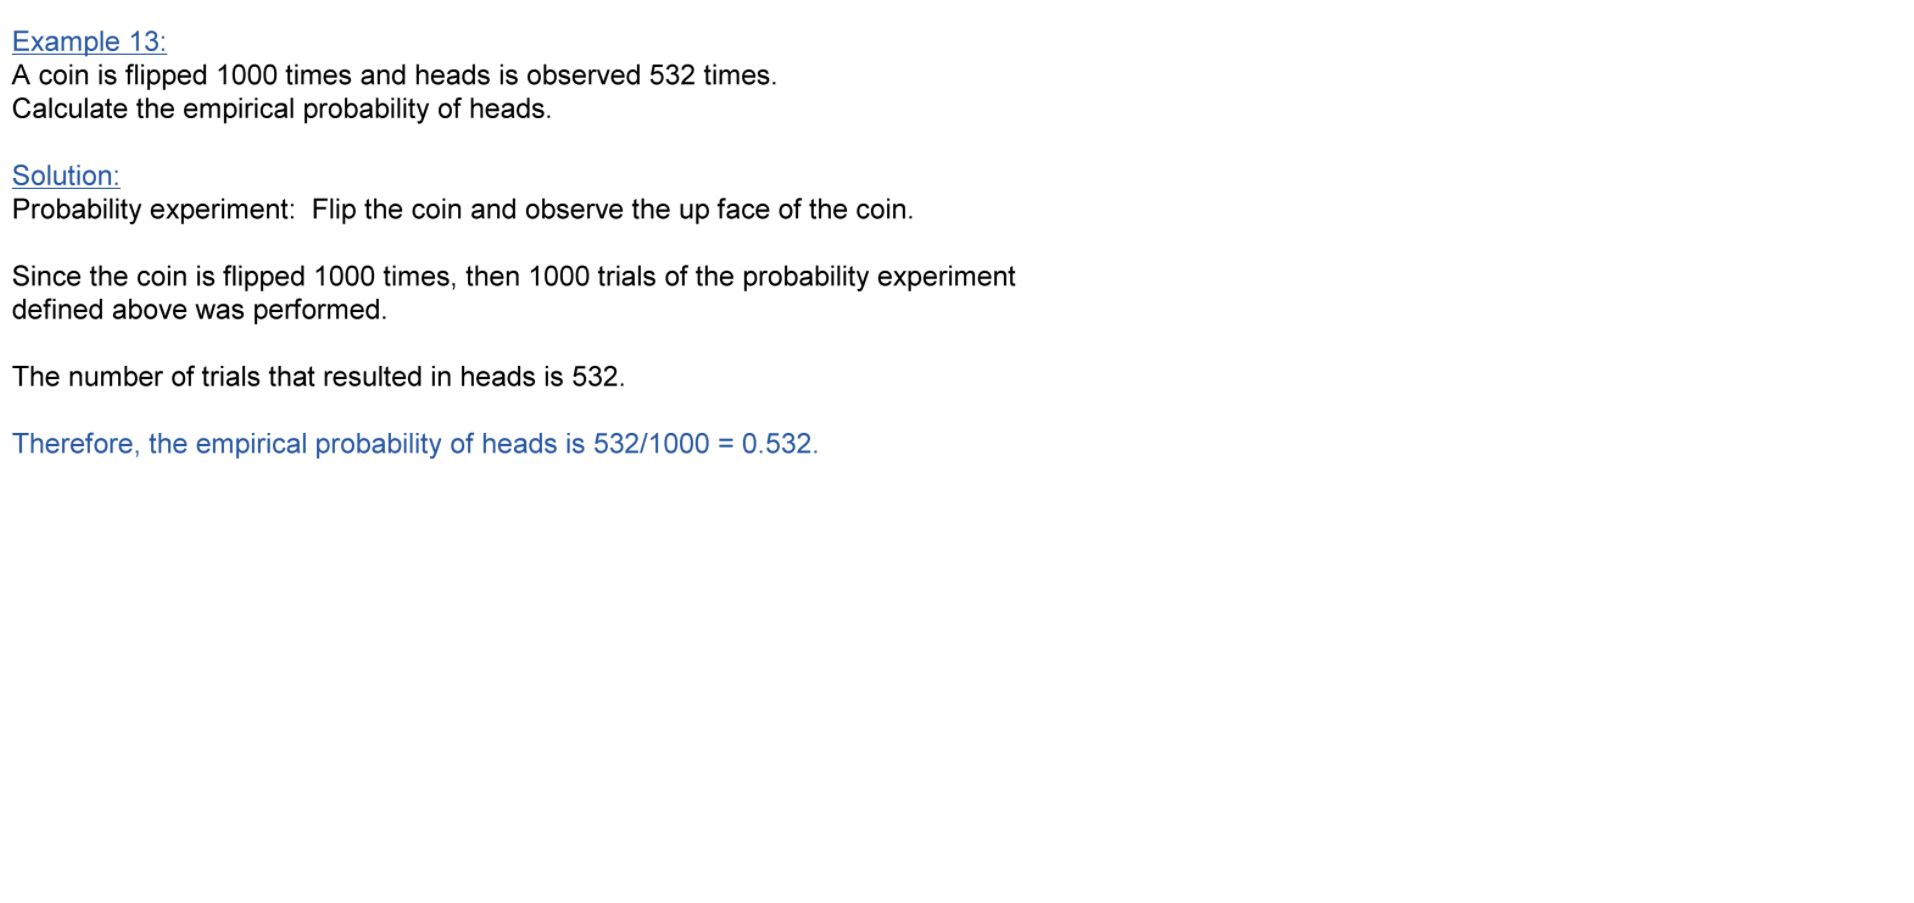 Example 13:
A coin is flipped 1000 times and heads is observed 532 times.
Calculate the empirical probability of heads.
Solution:
Probability experiment:  Flip the coin and observe the up face of the coin.
Since the coin is flipped 1000 times, then 1000 trials of the probability experiment
defined above was performed.
The number of trials that resulted in heads is 532.
Therefore, the empirical probability of heads is 532/1000 = 0.532.